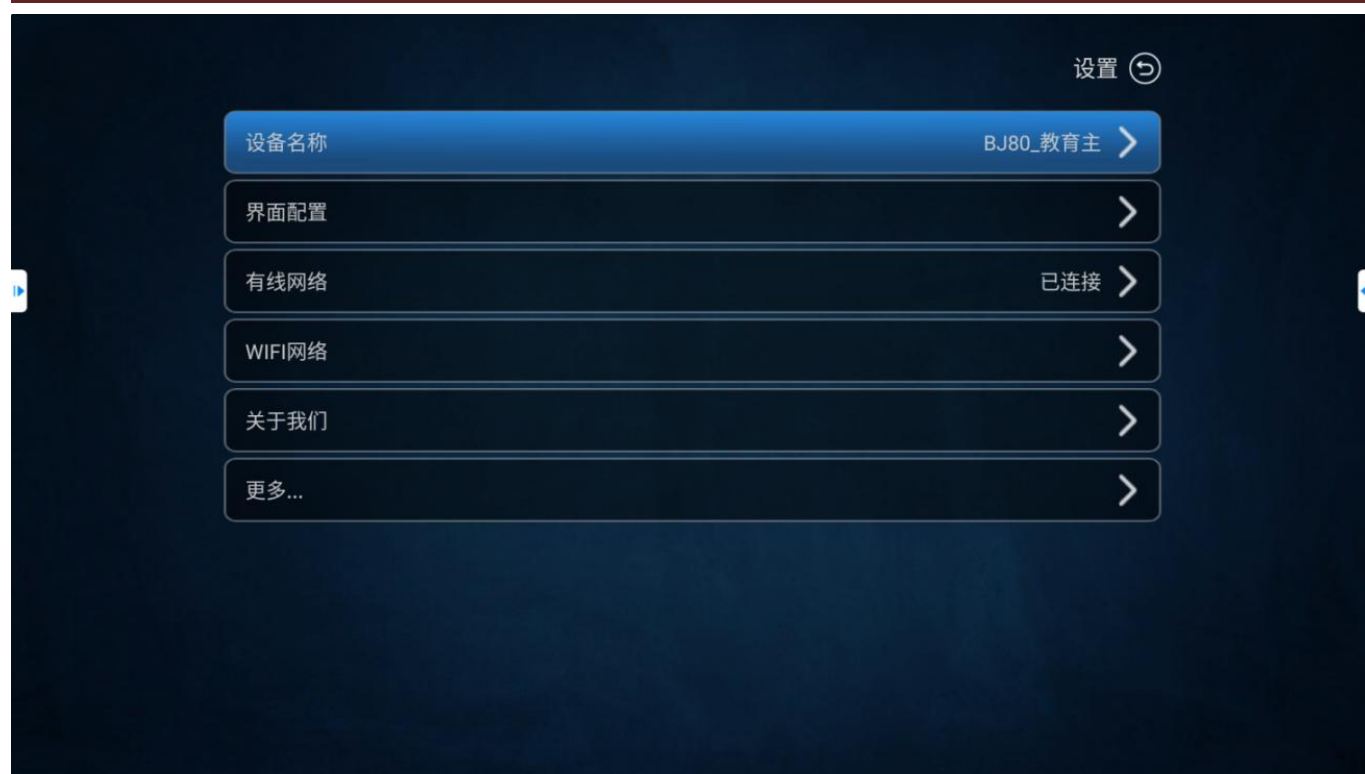 设置
设备名称 BJ80_教育主
界面配置
有线网络 已连接
WIFI网络
关于我们
更多...